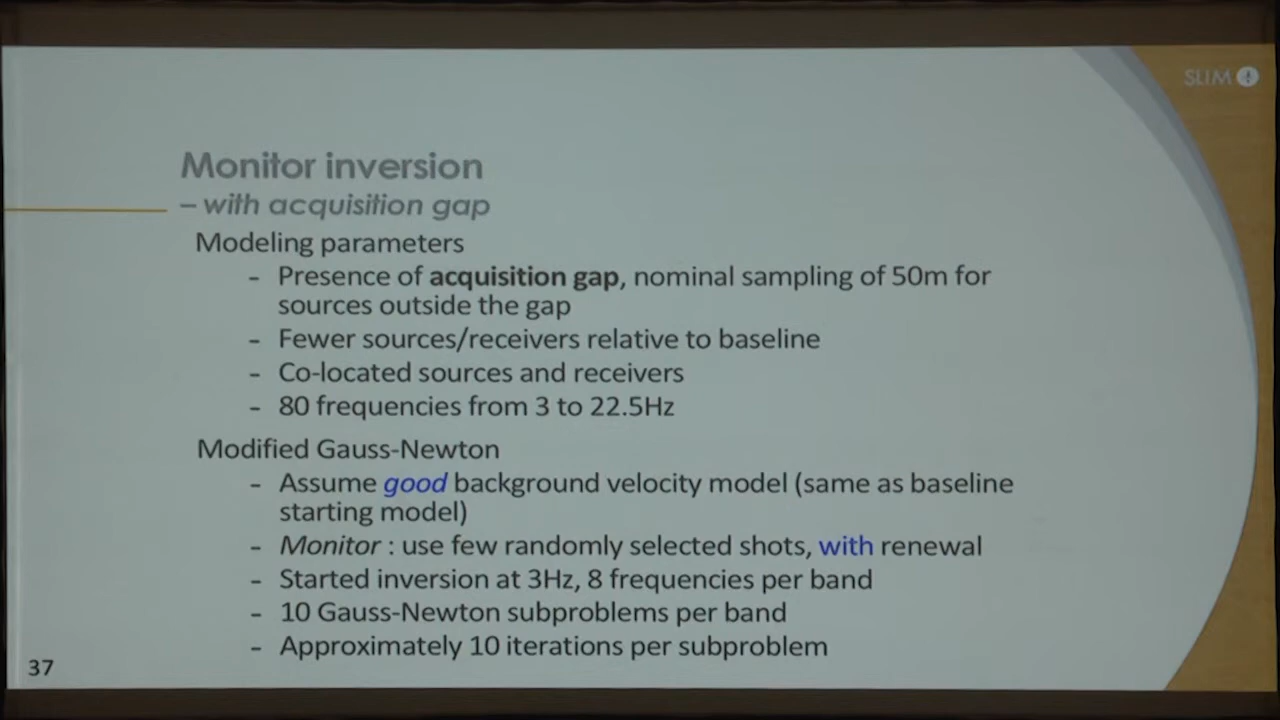 SLIM
Monitor inversion
– with acquisition gap
Modeling parameters
- Presence of acquisition gap, nominal sampling of 50m for
sources outside the gap
- Fewer sources/receivers relative to baseline
- Co-located sources and receivers
- 80 frequencies from 3 to 22.5Hz
Modified Gauss-Newton
- Assume good background velocity model (same as baseline
starting model)
- Monitor : use few randomly selected shots, with renewal
- Started inversion at 3Hz, 8 frequencies per band
- 10 Gauss-Newton subproblems per band
- Approximately 10 iterations per subproblem
37